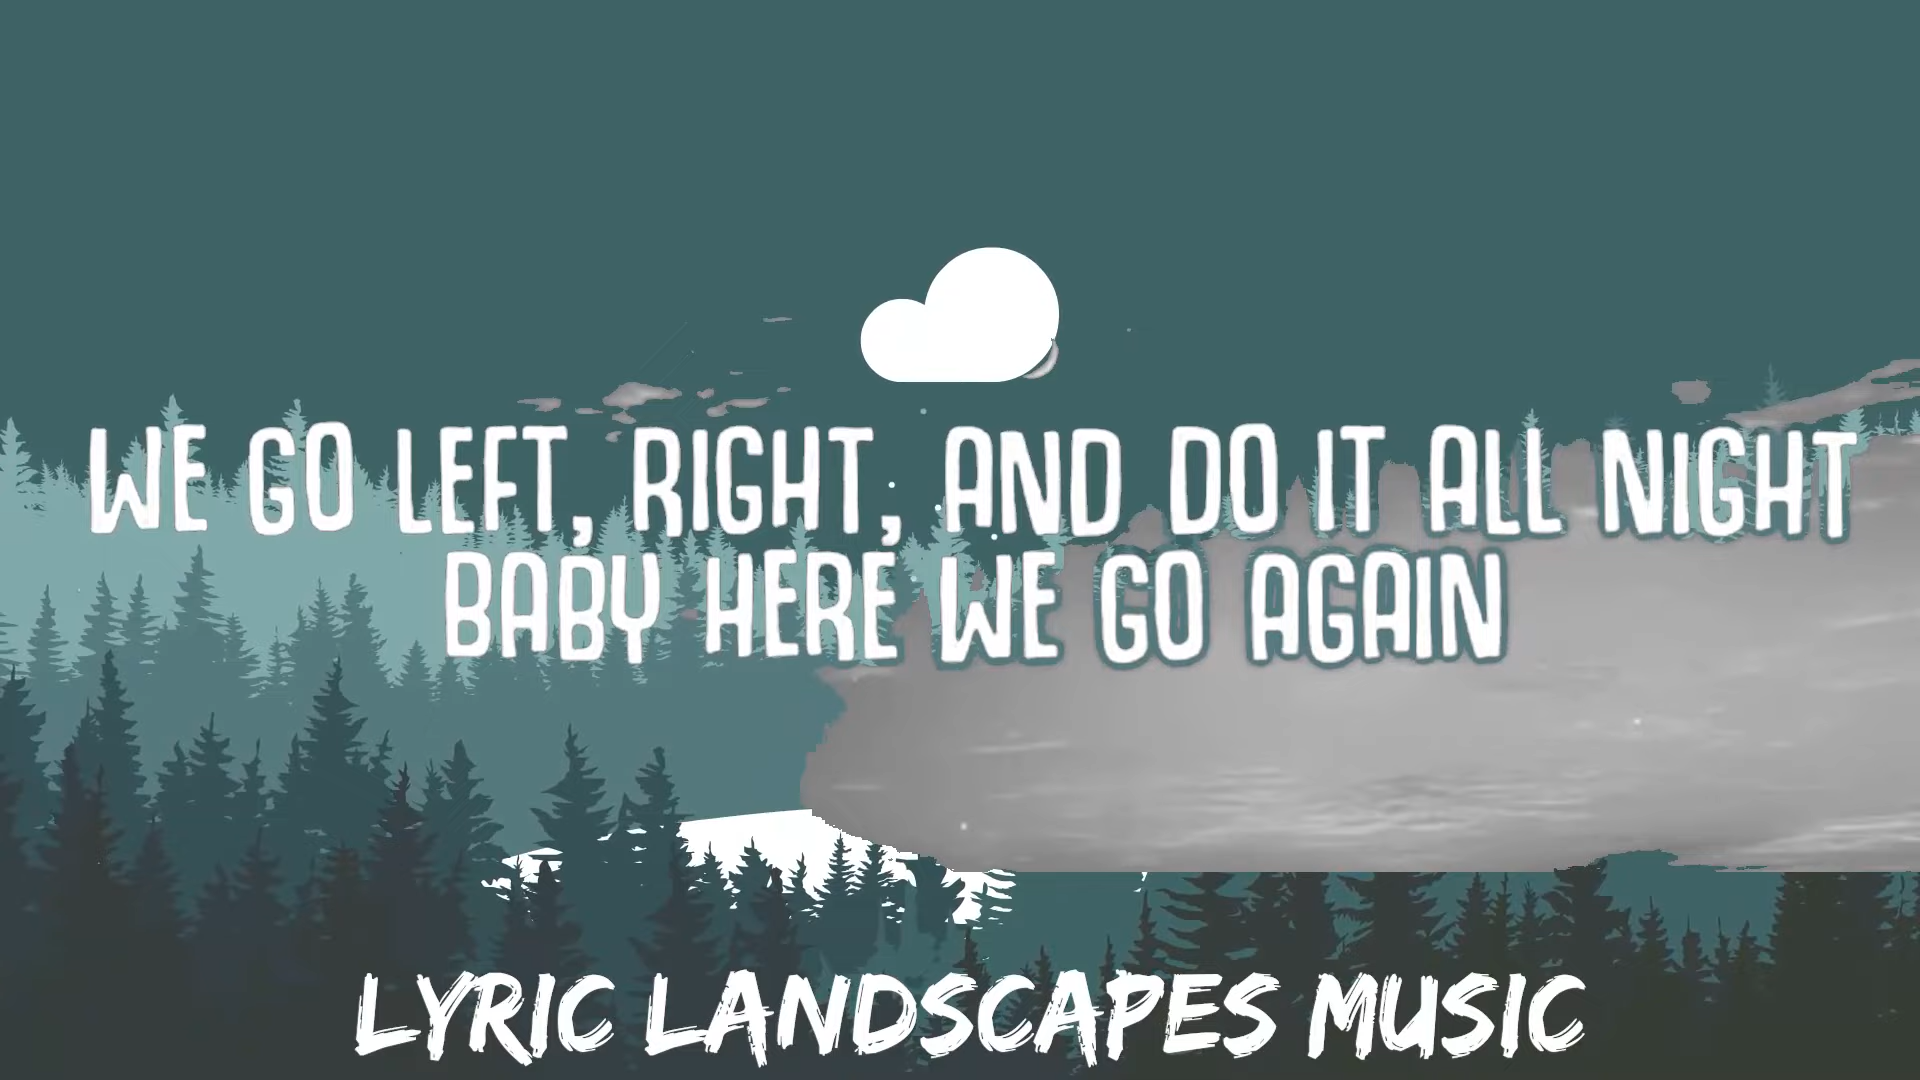 WE GO LEFT, RIGHT, AND DO IT ALL NIGHT
BABY HERE WE GO AGAIN
LYRIC LANDSCAPES MUSIC